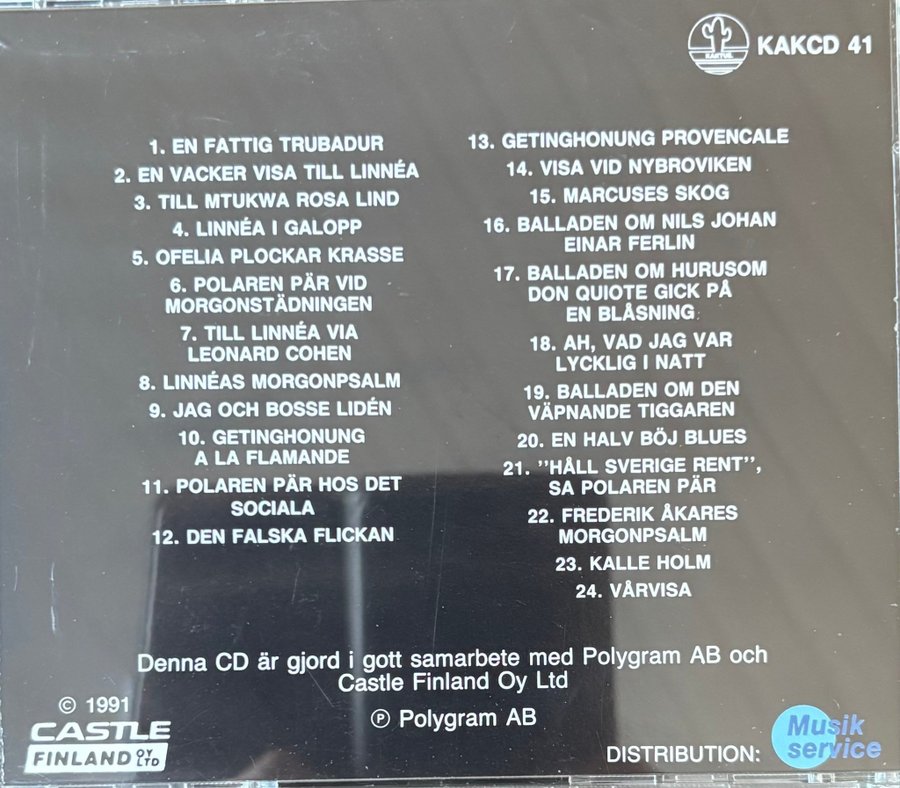 KAKTUS
KAKCD 41
1. EN FATTIG TRUBADUR
2. EN VACKER VISA TILL LINNÉA
3. TILL MTUKWA ROSA LIND
4. LINNÉA I GALOPP
5. OFELIA PLOCKAR KRASSE
6. POLAREN PÄR VID
MORGONSTÄDNINGEN
7. TILL LINNÉA VIA
LEONARD COHEN
8. LINNÉAS MORGONPSALM
9. JAG OCH BOSSE LIDÉN
10. GETINGHONUNG
A LA FLAMANDE
11. POLAREN PÄR HOS DET
SOCIALA
12. DEN FALSKA FLICKAN
13. GETINGHONUNG PROVENCALE
14. VISA VID NYBROVIKEN
15. MARCUSES SKOG
16. BALLADEN OM NILS JOHAN
EINAR FERLIN
17. BALLADEN OM HURUSOM
DON QUIOTE GICK PÅ
EN BLÅSNING
18. AH, VAD JAG VAR
LYCKLIG I NATT
19. BALLADEN OM DEN
VÄPNANDE TIGGAREN
20. EN HALV BÖJ BLUES
21. "HÅLL SVERIGE RENT",
SA POLAREN PÄR
22. FREDERIK ÅKARES
MORGONPSALM
23. KALLE HOLM
24. VÅRVISA
Denna CD är gjord i gott samarbete med Polygram AB och
Castle Finland Oy Ltd
© 1991
℗ Polygram AB
CASTLE
FINLAND OY LTD
DISTRIBUTION:
Musik
service